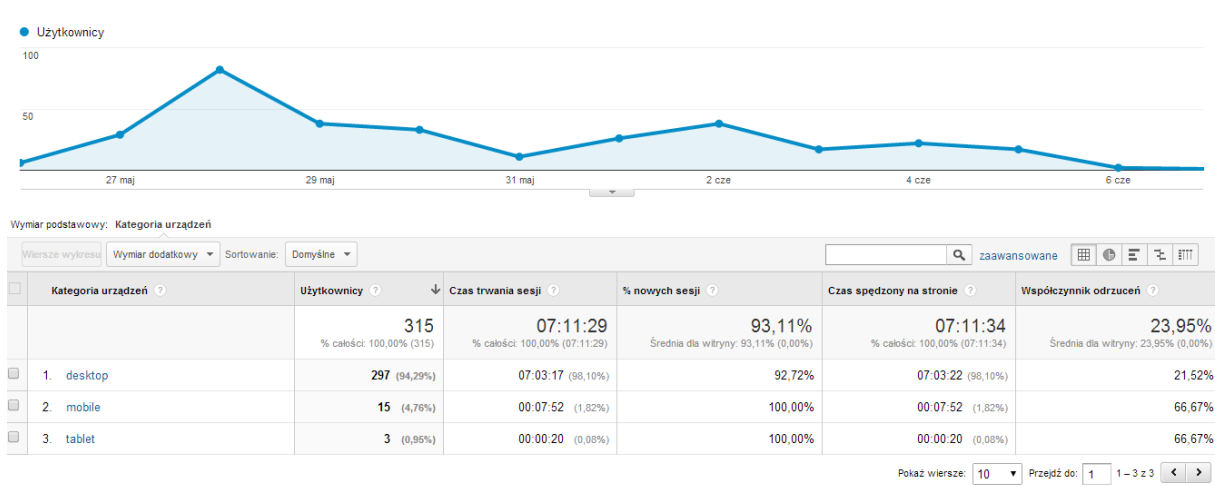 Użytkownicy
100
50
27 maj 29 maj 31 maj 2 cze 4 cze 6 cze
Wymiar podstawowy: Kategoria urządzeń
Wiersze wykresu Wymiar dodatkowy Sortowanie: Domyślne zaawansowane
Kategoria urządzeń ? Użytkownicy ? Czas trwania sesji ? % nowych sesji ? Czas spędzony na stronie ? Współczynnik odrzuceń ?
315 07:11:29 93,11% 07:11:34 23,95%
% całości: 100,00% (315) % całości: 100,00% (07:11:29) Średnia dla witryny: 93,11% (0,00%) % całości: 100,00% (07:11:34) Średnia dla witryny: 23,95% (0,00%)
1. desktop 297 (94,29%) 07:03:17 (98,10%) 92,72% 07:03:22 (98,10%) 21,52%
2. mobile 15 (4,76%) 00:07:52 (1,82%) 100,00% 00:07:52 (1,82%) 66,67%
3. tablet 3 (0,95%) 00:00:20 (0,08%) 100,00% 00:00:20 (0,08%) 66,67%
Pokaż wiersze: 10 Przejdź do: 1 1 – 3 z 3